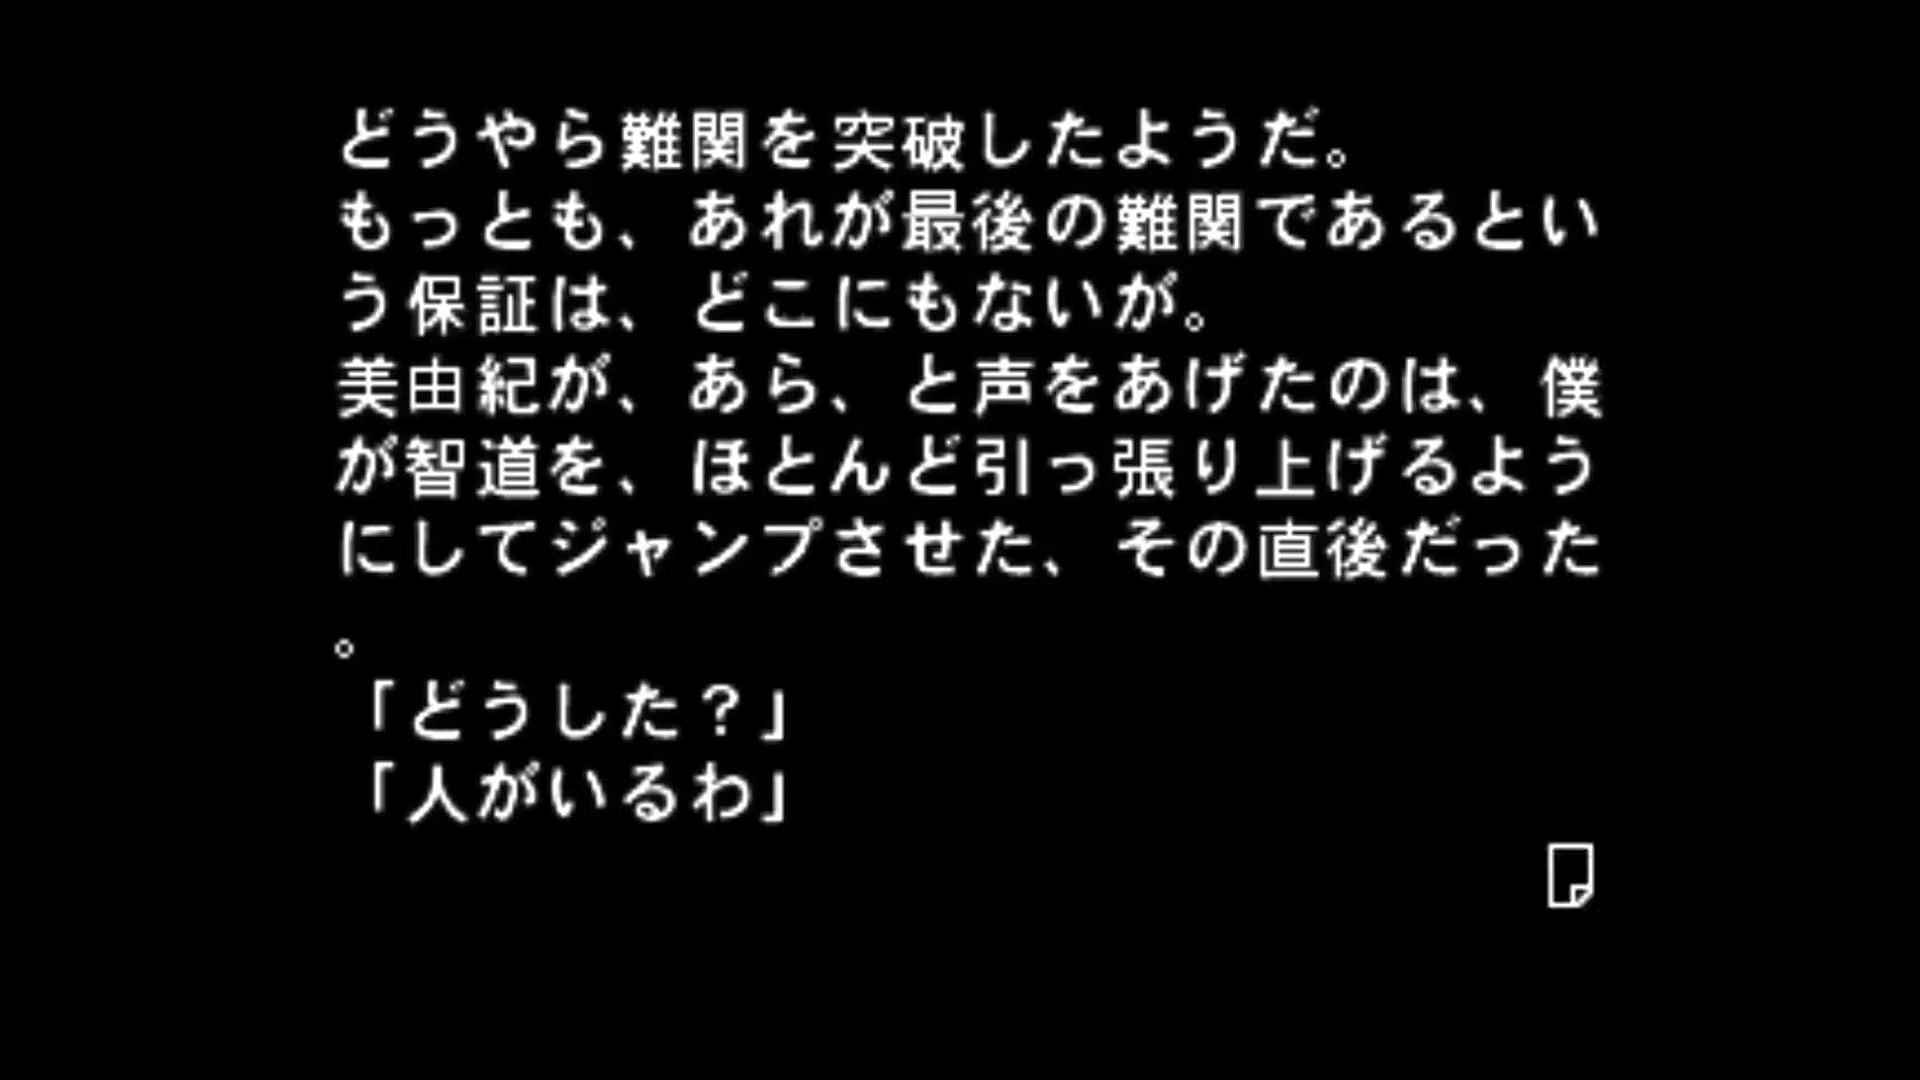 どうやら難関を突破したようだ。
もっとも、あれが最後の難関であるとい
う保証は、どこにもないが。
美由紀が、あら、と声をあげたのは、僕
が智道を、ほとんど引っ張り上げるよう
にしてジャンプさせた、その直後だった
。
「どうした？」
「人がいるわ」